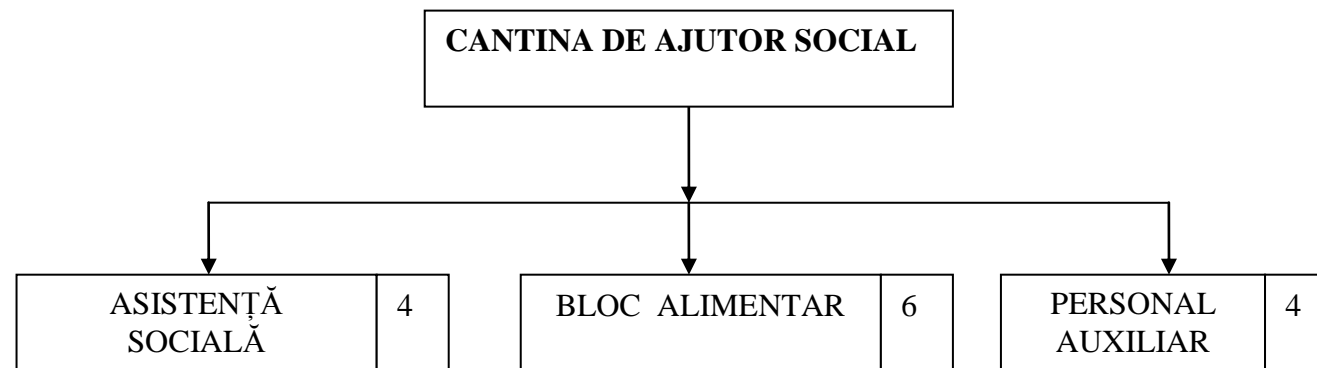 CANTINA DE AJUTOR SOCIAL
ASISTENȚĂ
SOCIALĂ
4
BLOC ALIMENTAR
6
PERSONAL
AUXILIAR
4